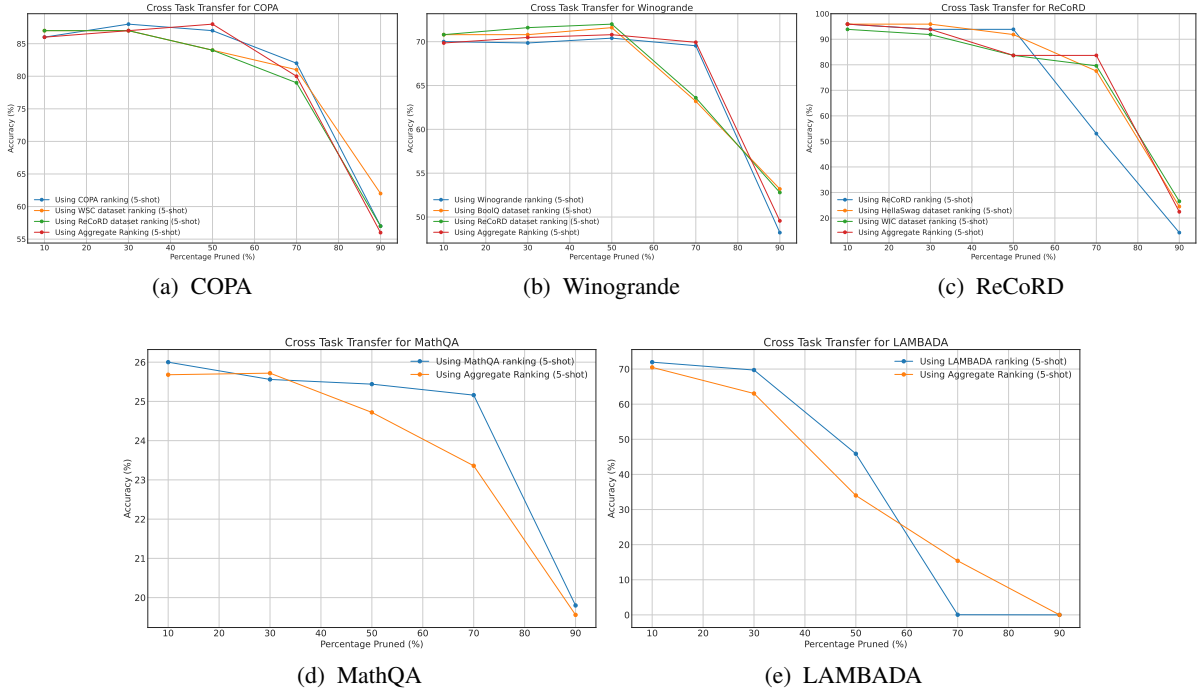 Cross Task Transfer for COPA
Accuracy (%)
85
80
75
70
65
60
55
Using COPA ranking (5-shot)
Using WSC dataset ranking (5-shot)
Using ReCoRD dataset ranking (5-shot)
Using Aggregate Ranking (5-shot)
10 20 30 40 50 60 70 80 90
Percentage Pruned (%)
(a) COPA
Cross Task Transfer for Winogrande
Accuracy (%)
70
65
60
55
50
Using Winogrande ranking (5-shot)
Using BoolQ dataset ranking (5-shot)
Using ReCoRD dataset ranking (5-shot)
Using Aggregate Ranking (5-shot)
10 20 30 40 50 60 70 80 90
Percentage Pruned (%)
(b) Winogrande
Cross Task Transfer for ReCoRD
Accuracy (%)
100
90
80
70
60
50
40
30
20
Using ReCoRD ranking (5-shot)
Using HellaSwag dataset ranking (5-shot)
Using WIC dataset ranking (5-shot)
Using Aggregate Ranking (5-shot)
10 20 30 40 50 60 70 80 90
Percentage Pruned (%)
(c) ReCoRD
Cross Task Transfer for MathQA
Accuracy (%)
26
25
24
23
22
21
20
Using MathQA ranking (5-shot)
Using Aggregate Ranking (5-shot)
10 20 30 40 50 60 70 80 90
Percentage Pruned (%)
(d) MathQA
Cross Task Transfer for LAMBADA
Accuracy (%)
70
60
50
40
30
20
10
0
Using LAMBADA ranking (5-shot)
Using Aggregate Ranking (5-shot)
10 20 30 40 50 60 70 80 90
Percentage Pruned (%)
(e) LAMBADA